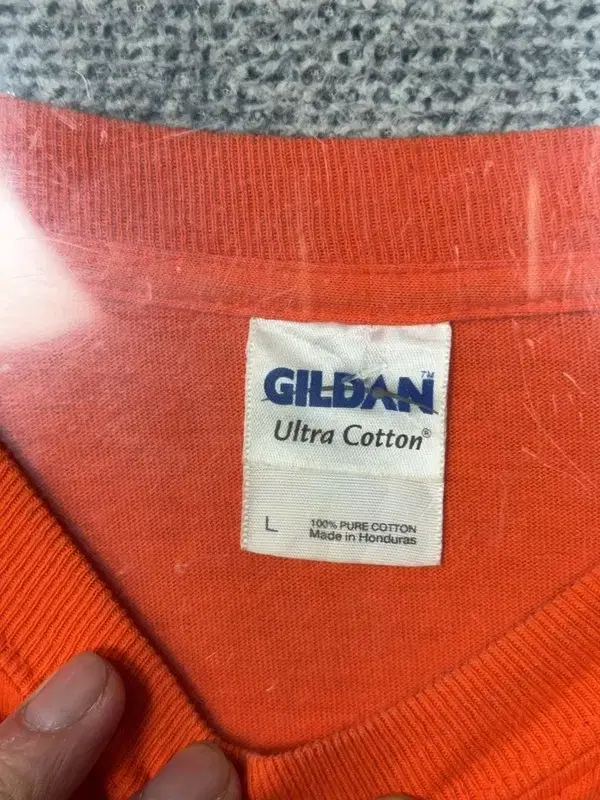 GILDAN™
Ultra Cotton®
L
100% PURE COTTON
Made in Honduras